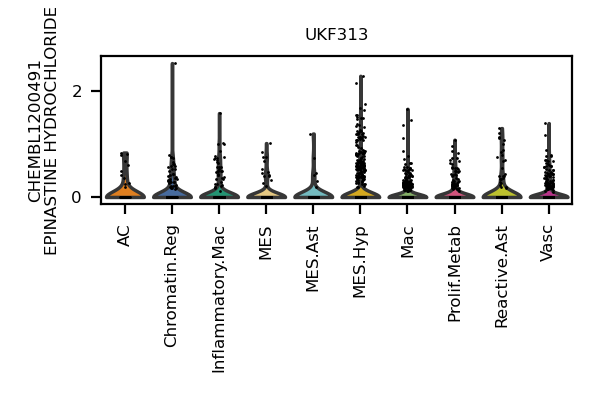 UKF313
CHEMBL1200491
EPINASTINE HYDROCHLORIDE
2
0
AC
Chromatin.Reg
Inflammatory.Mac
MES
MES.Ast
MES.Hyp
Mac
Prolif.Metab
Reactive.Ast
Vasc